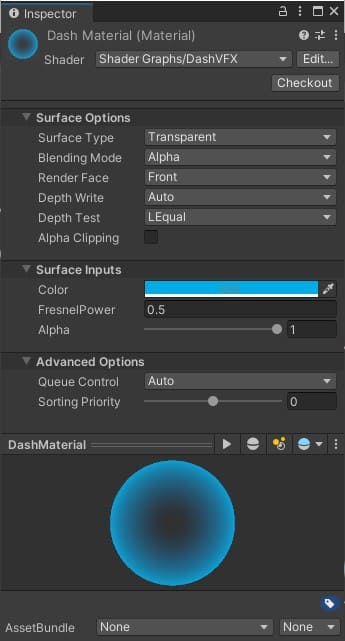 Inspector
Dash Material (Material)
Shader Shader Graphs/DashVFX Edit...
Checkout
Surface Options
Surface Type Transparent
Blending Mode Alpha
Render Face Front
Depth Write Auto
Depth Test LEqual
Alpha Clipping
Surface Inputs
Color
FresnelPower 0.5
Alpha 1
Advanced Options
Queue Control Auto
Sorting Priority 0
DashMaterial
AssetBundle None None